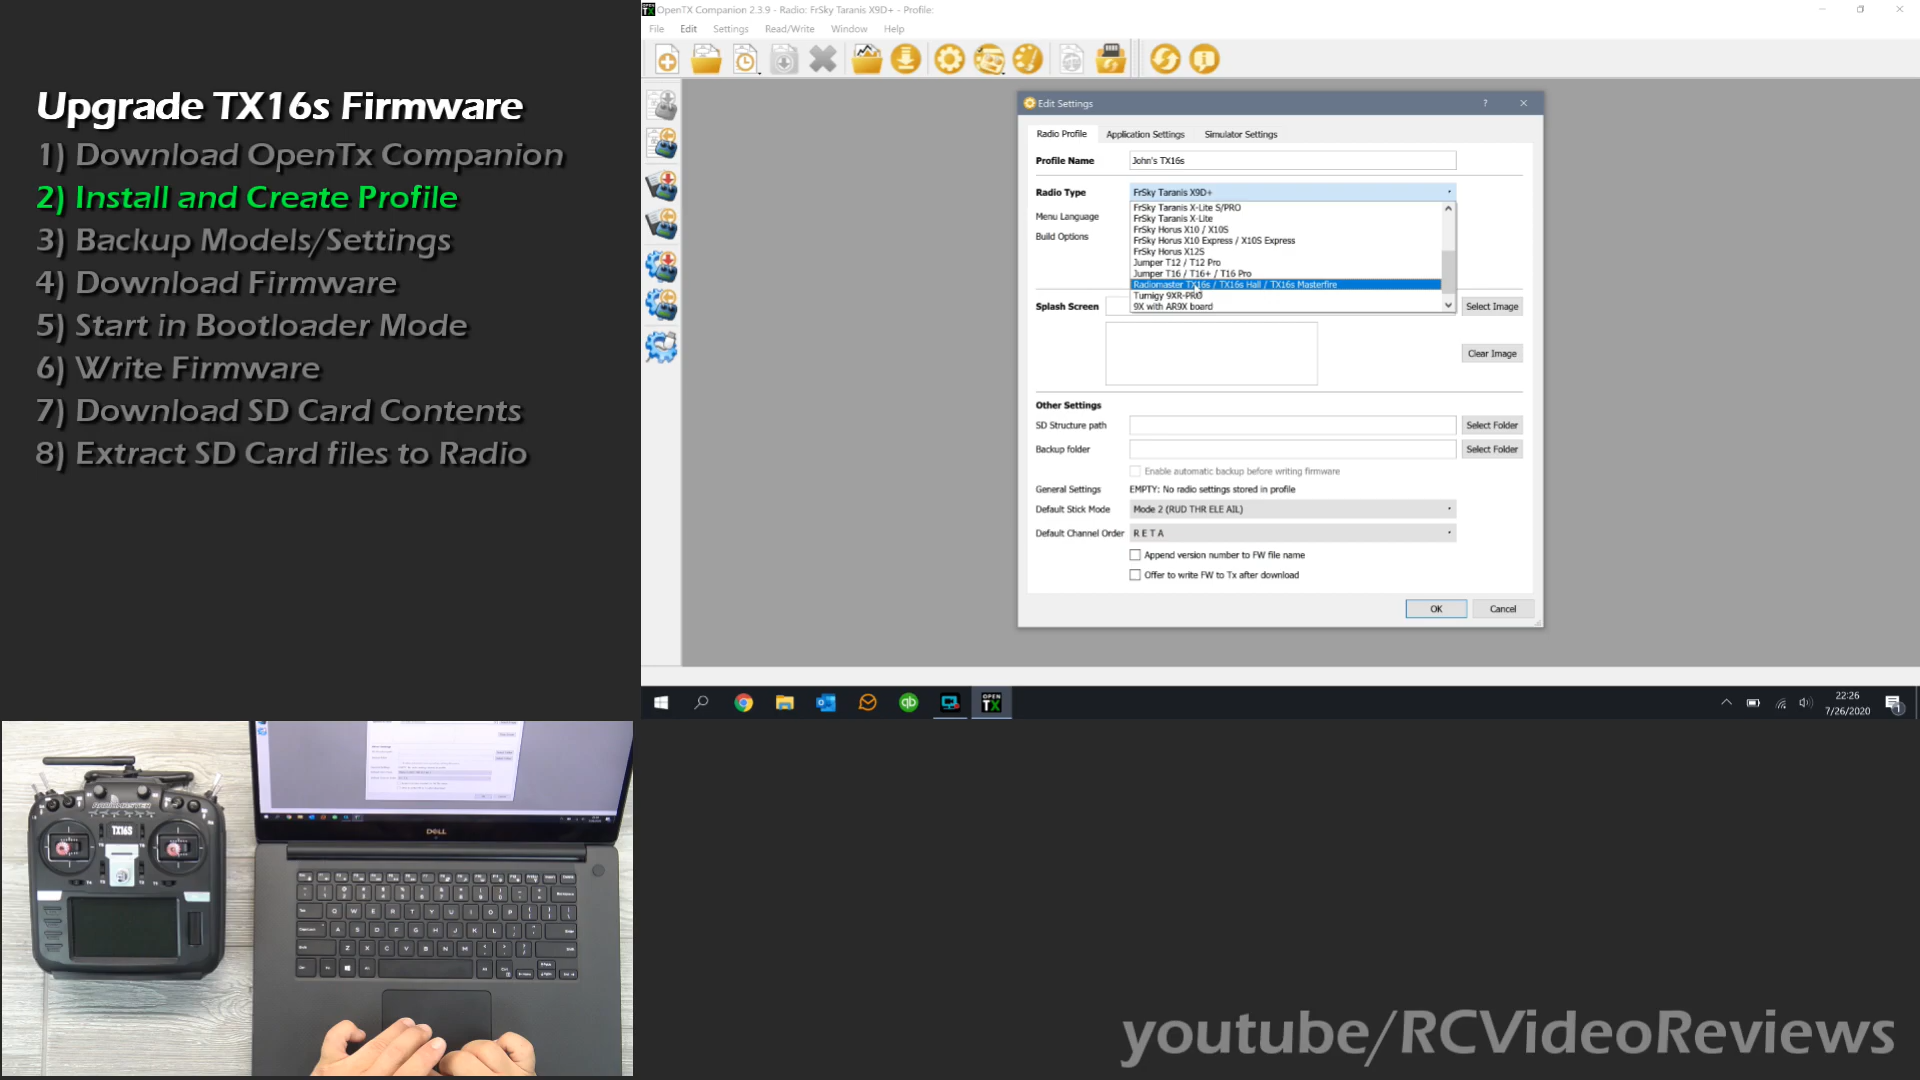 Upgrade TX16s Firmware
1) Download OpenTx Companion
2) Install and Create Profile
3) Backup Models/Settings
4) Download Firmware
5) Start in Bootloader Mode
6) Write Firmware
7) Download SD Card Contents
8) Extract SD Card files to Radio
OpenTX Companion 2.3.9 - Radio: FrSky Taranis X9D+ - Profile:
File Edit Settings Read/Write Window Help
Edit Settings
Radio Profile Application Settings Simulator Settings
Profile Name John's TX16s
Radio Type FrSky Taranis X9D+
Menu Language
Build Options
FrSky Taranis X-Lite S/PRO
FrSky Taranis X-Lite
FrSky Horus X10 / X10S
FrSky Horus X10 Express / X10S Express
FrSky Horus X12S
Jumper T12 / T12 Pro
Jumper T16 / T16+ / T16 Pro
Radiomaster TX16s / TX16s Hall / TX16s Masterfire
Turnigy 9XR-PRO
9X with AR9X board
Splash Screen Select Image
Clear Image
Other Settings
SD Structure path Select Folder
Backup folder Select Folder
Enable automatic backup before writing firmware
General Settings EMPTY: No radio settings stored in profile
Default Stick Mode Mode 2 (RUD THR ELE AIL)
Default Channel Order R E T A
Append version number to FW file name
Offer to write FW to Tx after download
OK Cancel
OPEN
TX
22:26
7/26/2020
1
RADIOMASTER
TX16S
DELL
youtube/RCVideoReviews